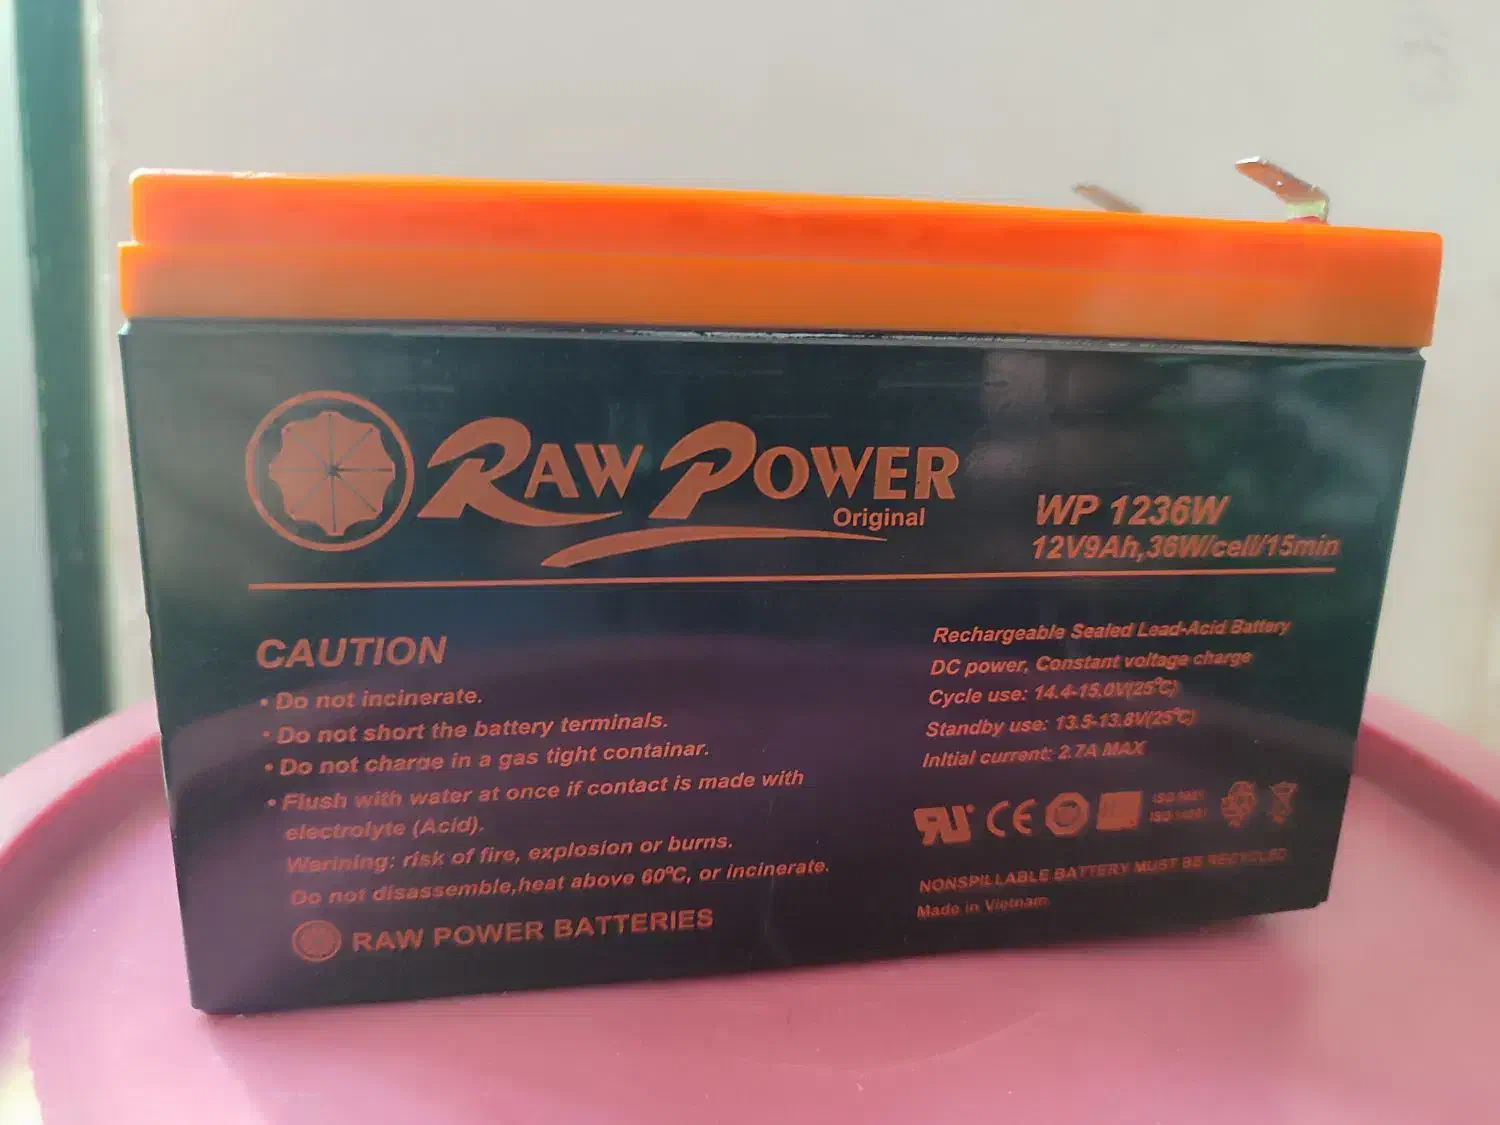 RAW POWER
Original
WP 1236W
12V9Ah,36W/cell/15min
CAUTION
• Do not incinerate.
• Do not short the battery terminals.
• Do not charge in a gas tight containar.
• Flush with water at once if contact is made with
electrolyte (Acid).
Warining: risk of fire, explosion or burns.
Do not disassemble,heat above 60ºC, or incinerate.
RAW POWER BATTERIES
Rechargeable Sealed Lead-Acid Battery
DC power, Constant voltage charge
Cycle use: 14.4-15.0V(25℃)
Standby use: 13.5-13.8V(25℃)
Initial current: 2.7A MAX
CE
NONSPILLABLE BATTERY MUST BE RECYCLED
Made in Vietnam